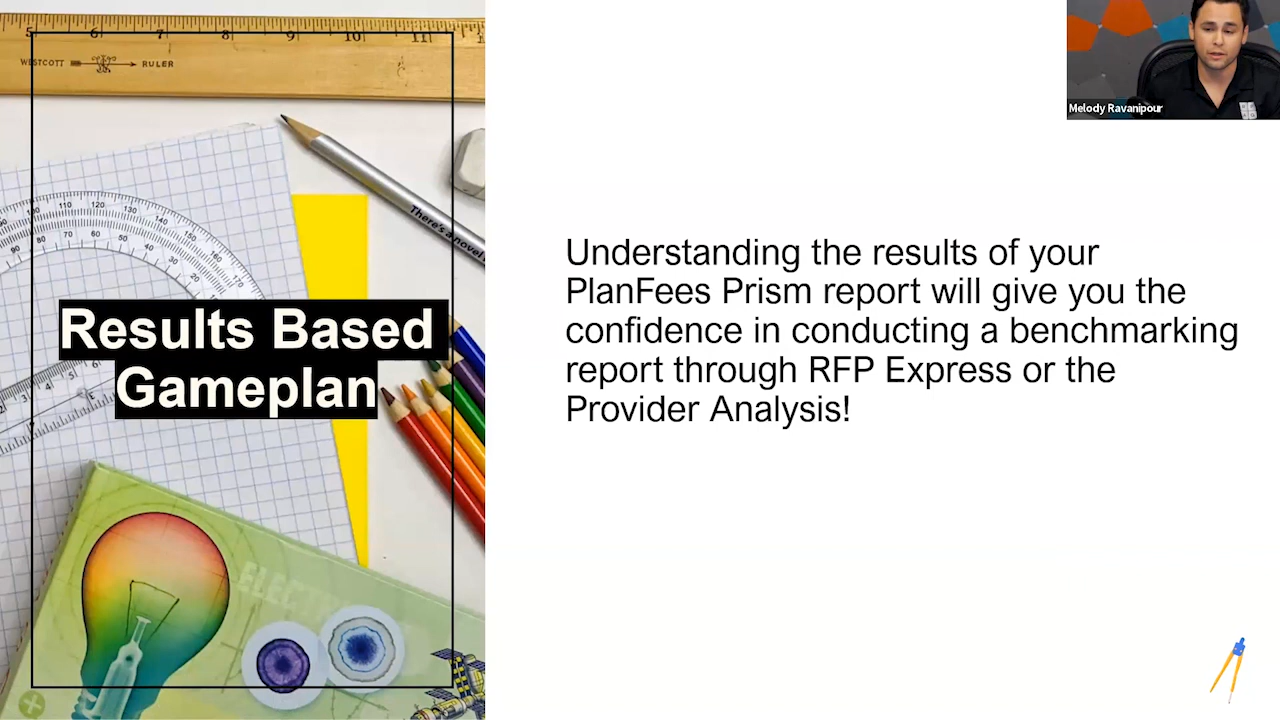 5 6 7 8 9 10 11
WESTCOTT RULER
Melody Ravanipour
There's a novel
Results Based
Gameplan
Understanding the results of your
PlanFees Prism report will give you the
confidence in conducting a benchmarking
report through RFP Express or the
Provider Analysis!